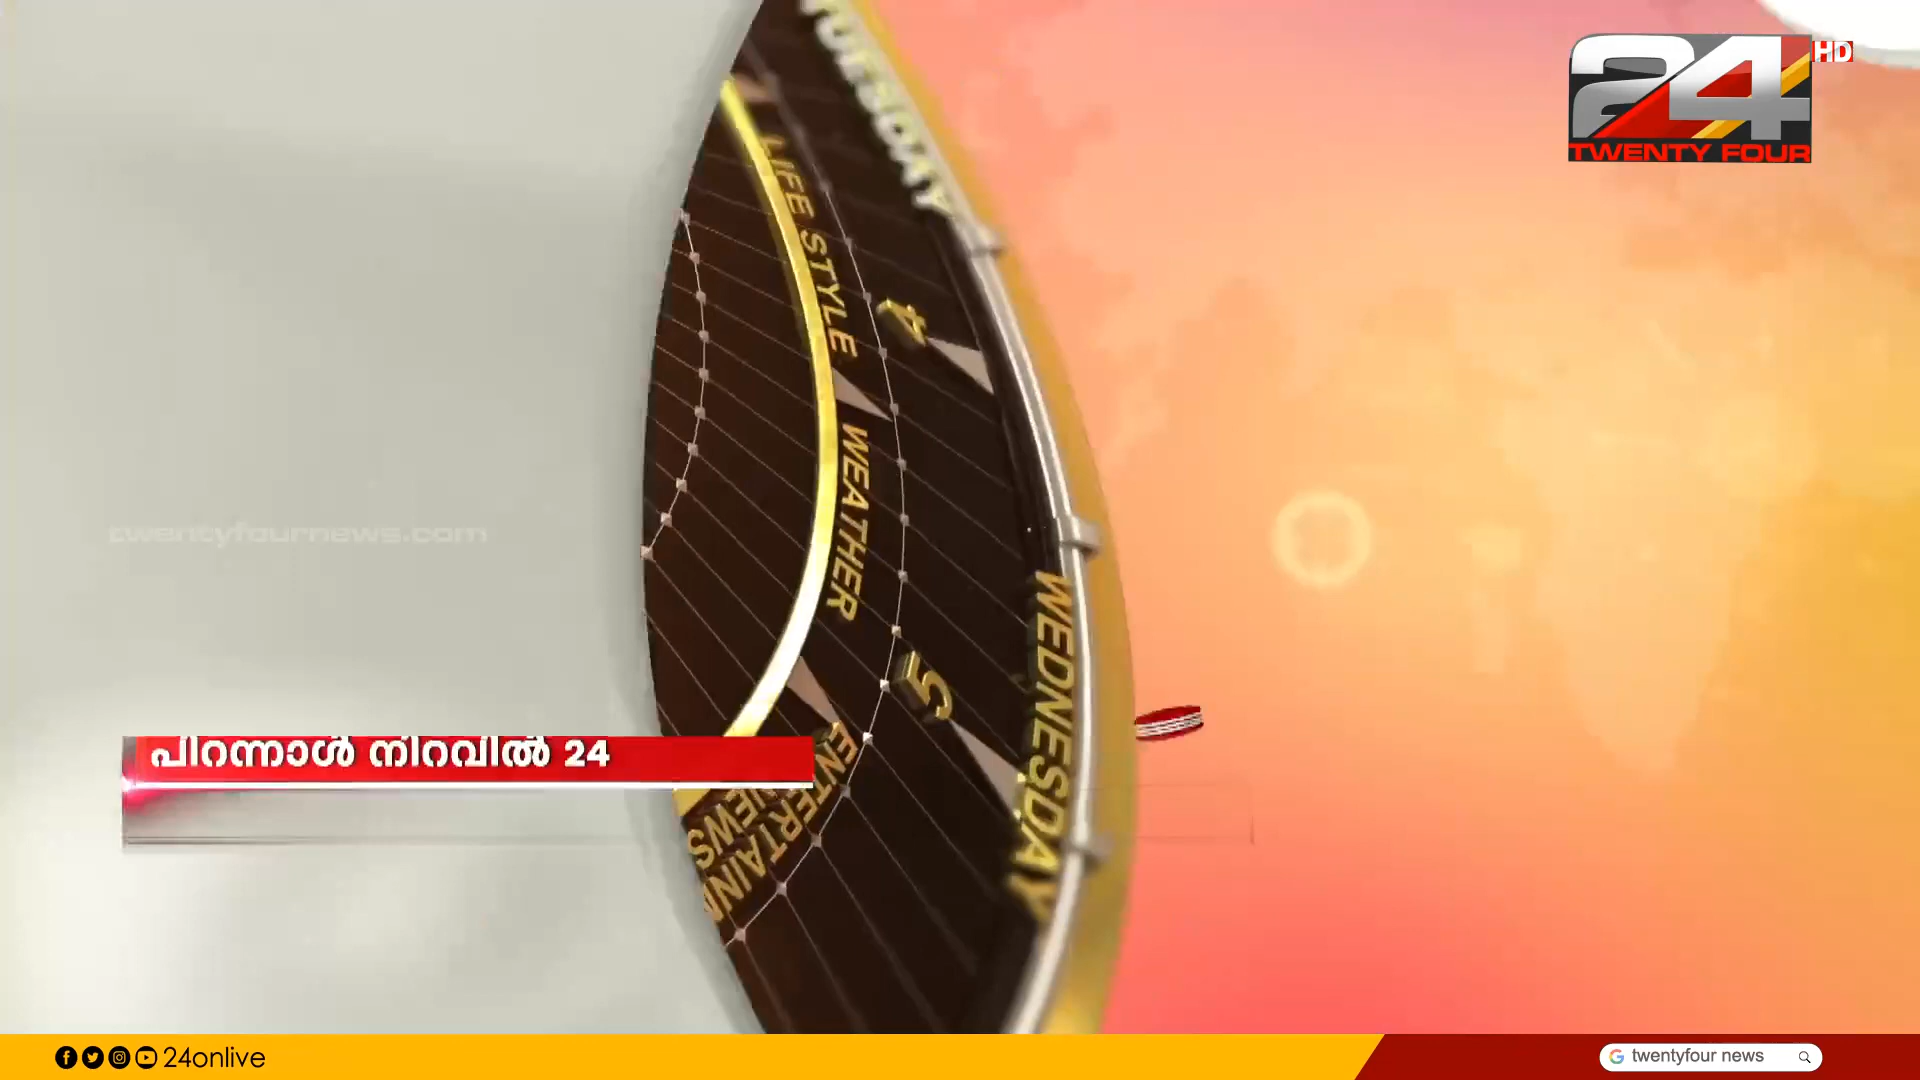 TUESDAY
24
HD
TWENTY FOUR
LIFE STYLE
4
WEATHER
twentyfournews.com
WEDNESDAY
5
പിറന്നാൾ നിറവിൽ 24
NEWS
24onlive
twentyfour news